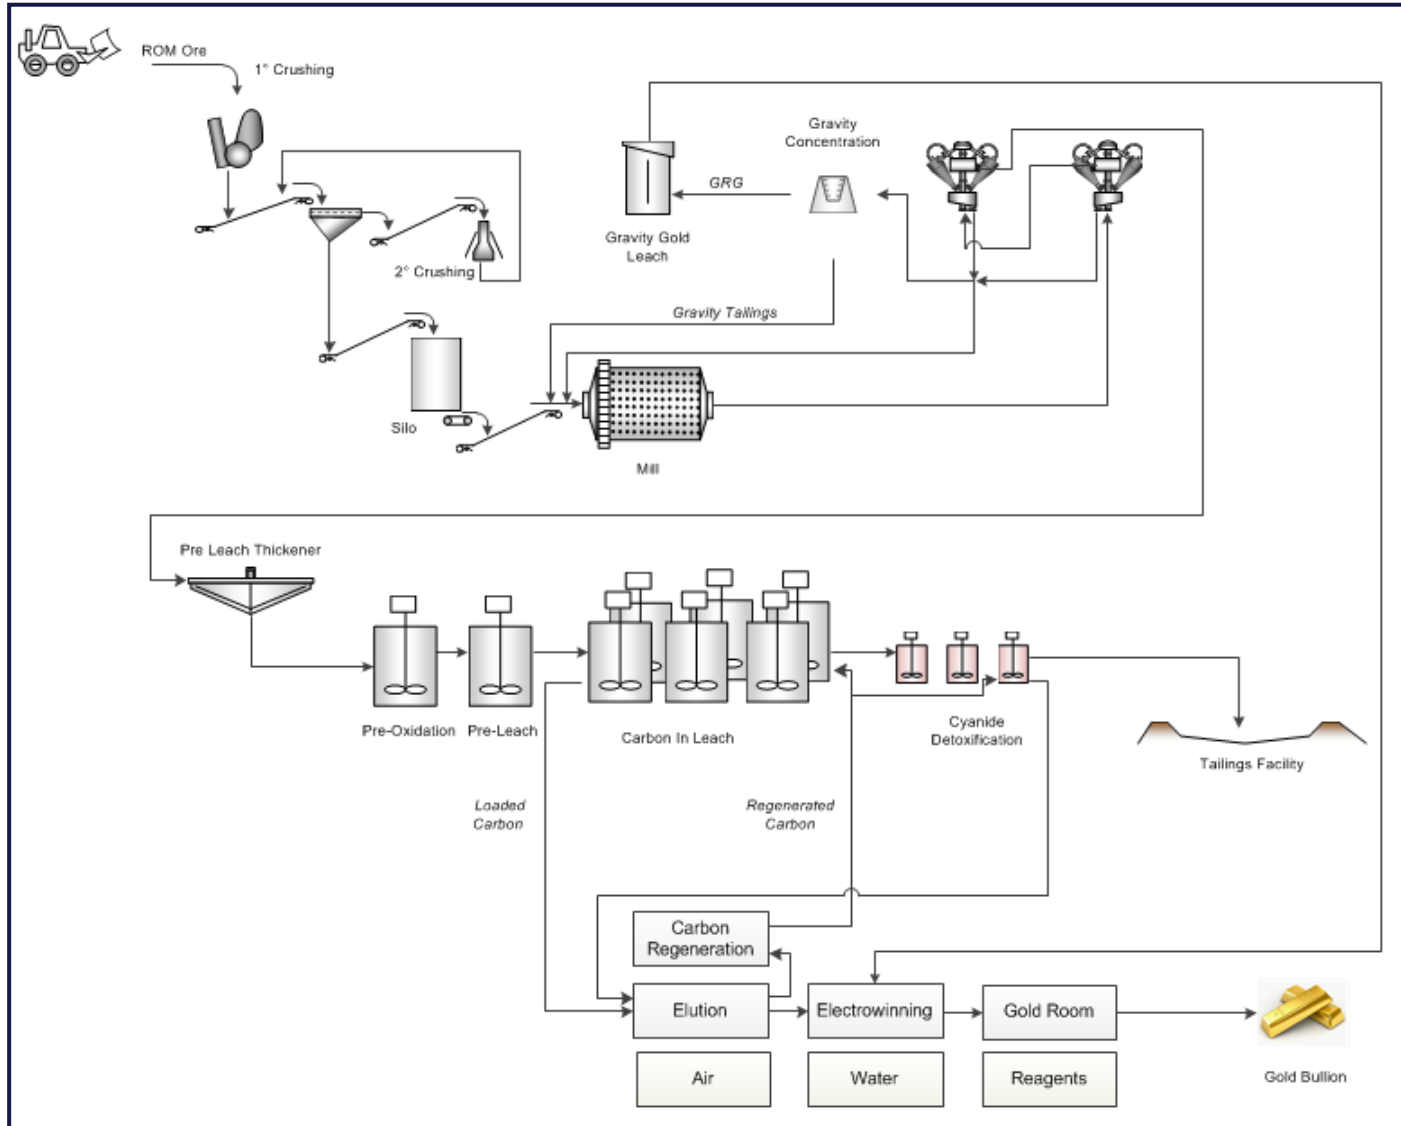 ROM Ore
1° Crushing
Gravity
Concentration
GRG
Gravity Gold
Leach
2° Crushing
Gravity Tailings
Silo
Mill
Pre Leach Thickener
Pre-Oxidation
Pre-Leach
Carbon In Leach
Cyanide
Detoxification
Tailings Facility
Loaded
Carbon
Regenerated
Carbon
Carbon
Regeneration
Elution
Electrowinning
Gold Room
Gold Bullion
Air
Water
Reagents